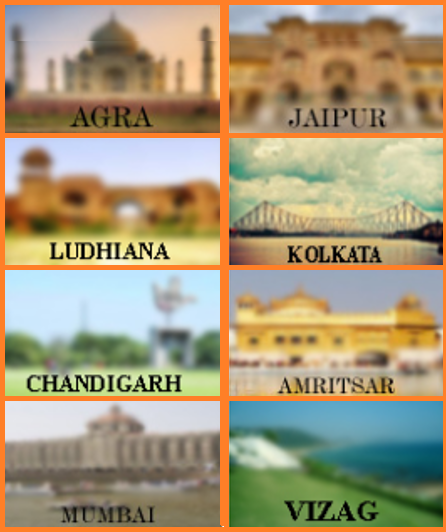 AGRA
JAIPUR
LUDHIANA
KOLKATA
CHANDIGARH
AMRITSAR
MUMBAI
VIZAG